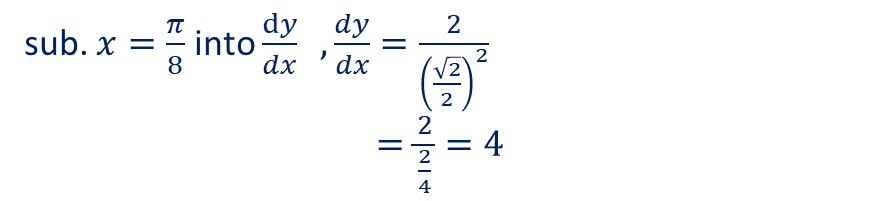 sub. x = π/8 into dy/dx , dy/dx = 2/(√2/2)²
= 2/(2/4) = 4